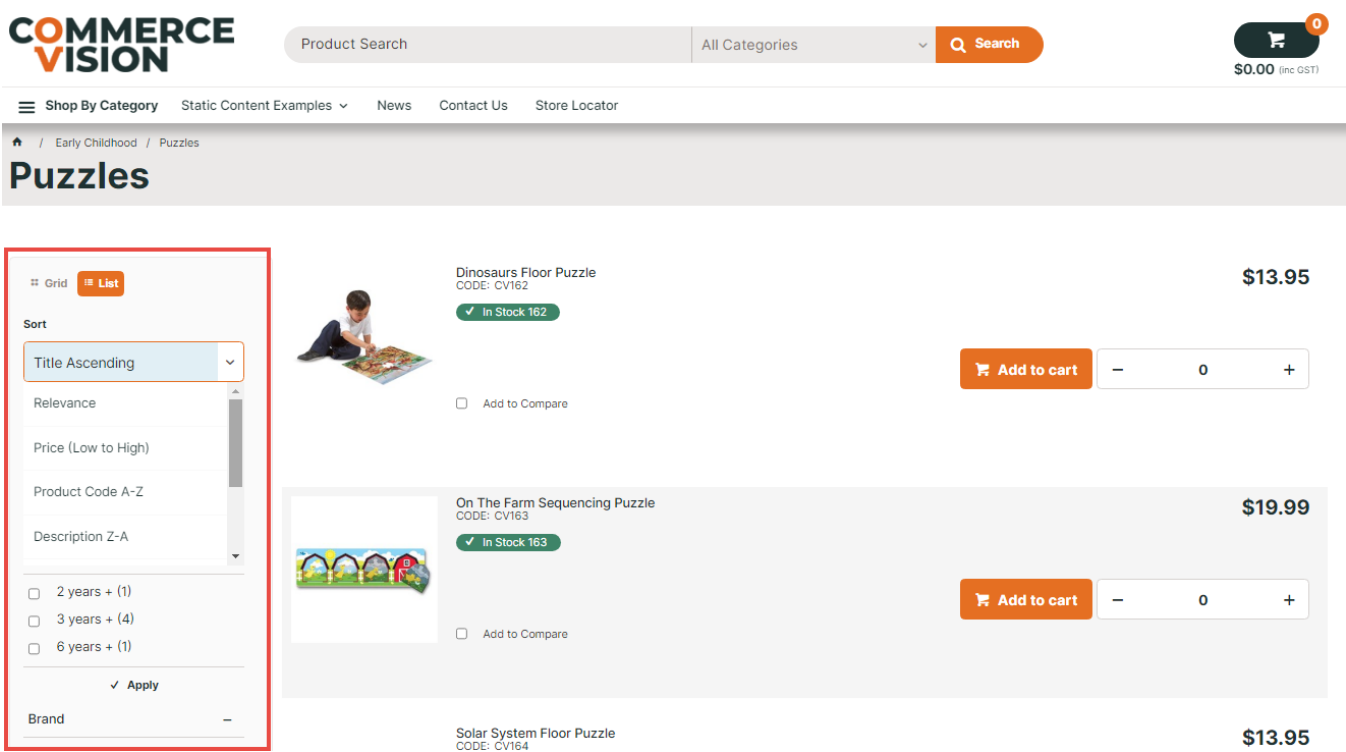 COMMERCE
VISION
Product Search
All Categories
Search
0
$0.00 (inc GST)
Shop By Category
Static Content Examples
News
Contact Us
Store Locator
/ Early Childhood / Puzzles
Puzzles
Grid
List
Sort
Title Ascending
Relevance
Price (Low to High)
Product Code A-Z
Description Z-A
2 years + (1)
3 years + (4)
6 years + (1)
Apply
Brand
Dinosaurs Floor Puzzle
CODE: CV162
In Stock 162
Add to Compare
$13.95
Add to cart
− 0 +
On The Farm Sequencing Puzzle
CODE: CV163
In Stock 163
Add to Compare
$19.99
Add to cart
− 0 +
Solar System Floor Puzzle
CODE: CV164
$13.95